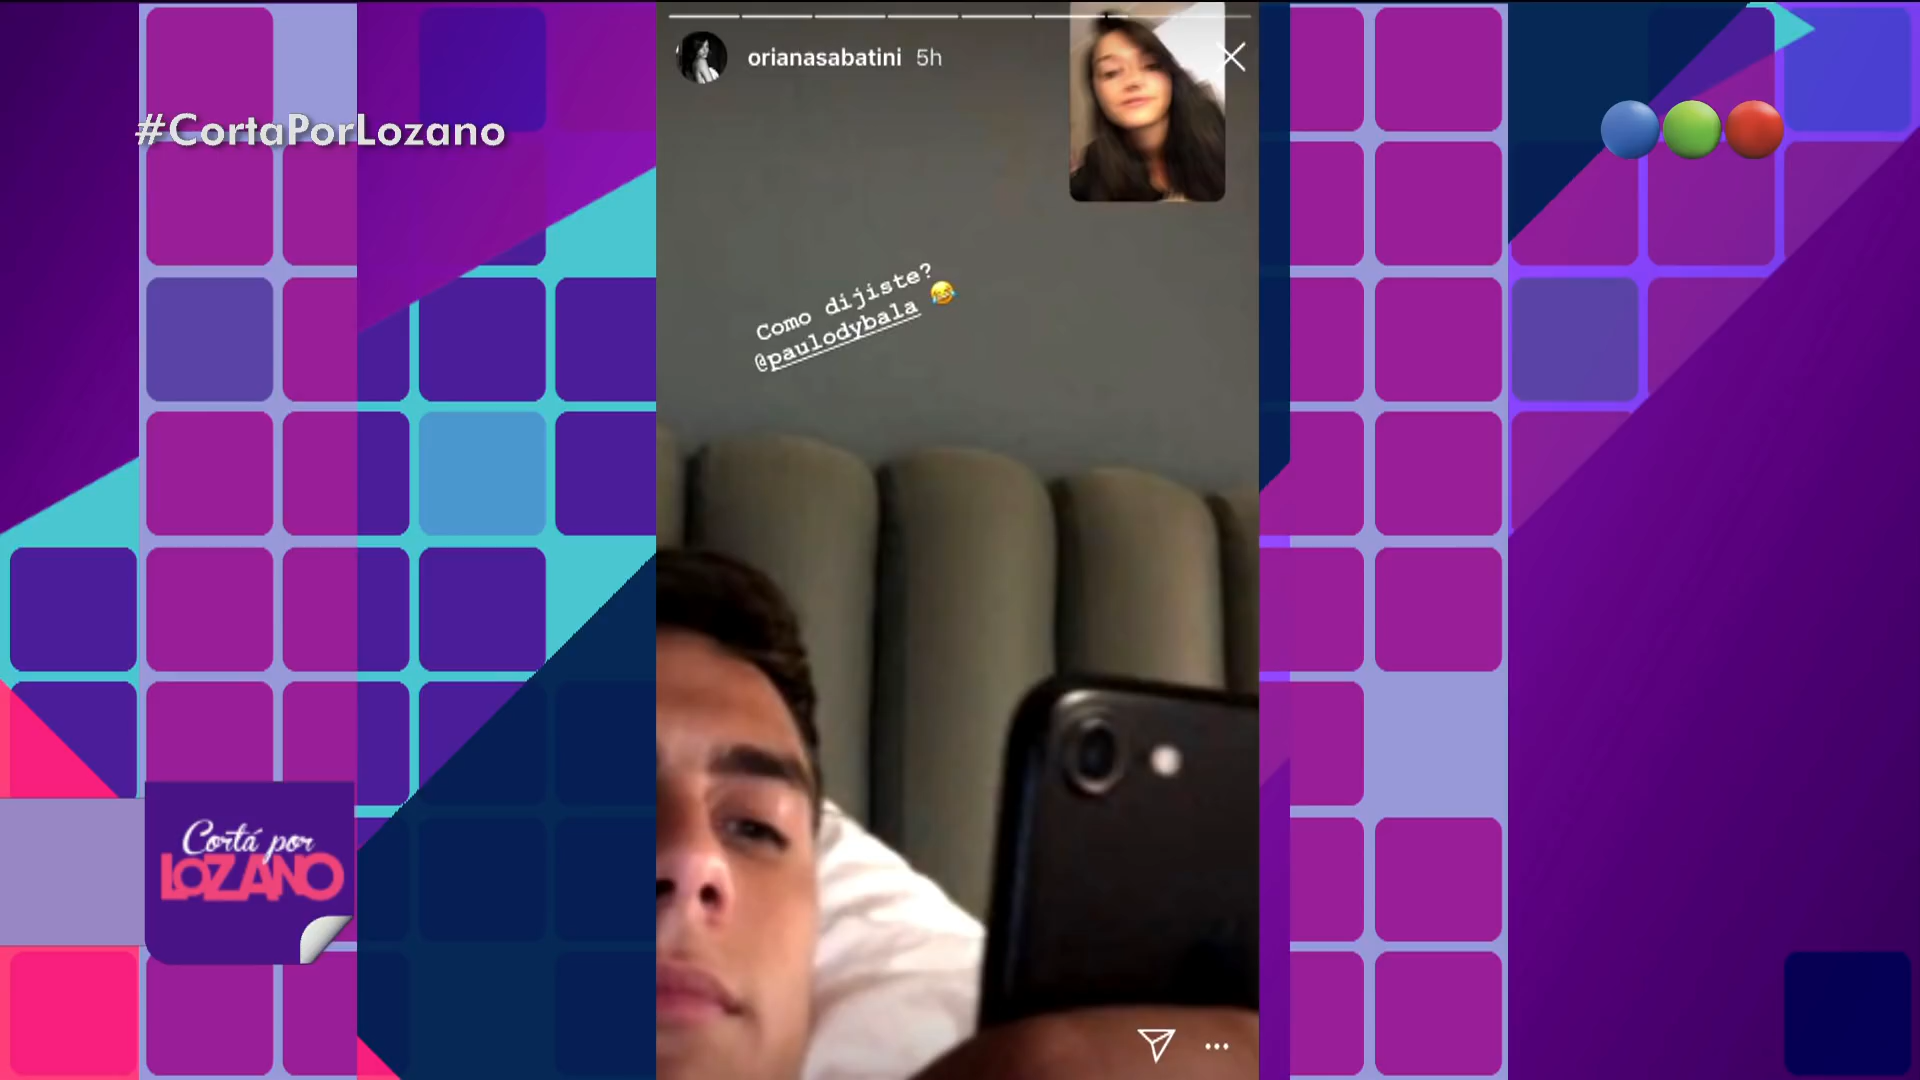 #CortaPorLozano
orianasabatini 5h
Como dijiste?
@paulodybala 😂
Cortá por
LOZANO